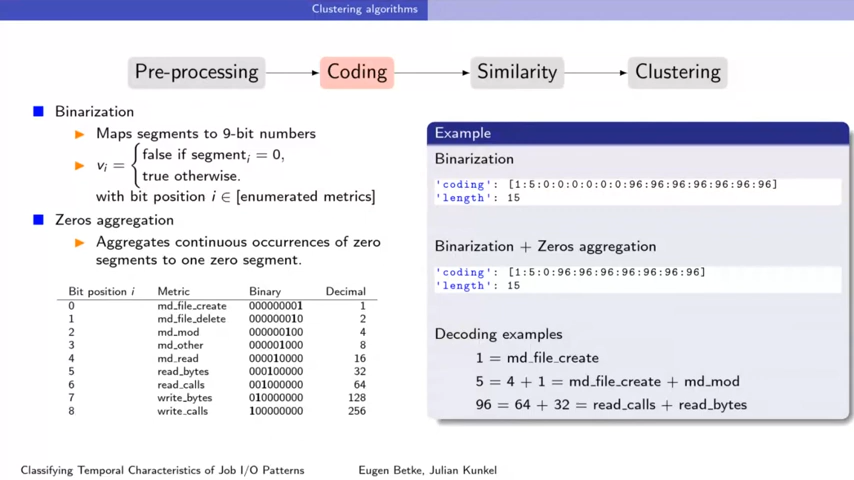 Clustering algorithms
Pre-processing
Coding
Similarity
Clustering
Binarization
Maps segments to 9-bit numbers
vi = { false if segmenti = 0,
true otherwise.
with bit position i ∈ [enumerated metrics]
Zeros aggregation
Aggregates continuous occurrences of zero
segments to one zero segment.
Bit position i Metric Binary Decimal
0 md_file_create 000000001 1
1 md_file_delete 000000010 2
2 md_mod 000000100 4
3 md_other 000001000 8
4 md_read 000010000 16
5 read_bytes 000100000 32
6 read_calls 001000000 64
7 write_bytes 010000000 128
8 write_calls 100000000 256
Example
Binarization
'coding': [1:5:0:0:0:0:0:0:96:96:96:96:96:96:96]
'length': 15
Binarization + Zeros aggregation
'coding': [1:5:0:96:96:96:96:96:96:96]
'length': 15
Decoding examples
1 = md_file_create
5 = 4 + 1 = md_file_create + md_mod
96 = 64 + 32 = read_calls + read_bytes
Classifying Temporal Characteristics of Job I/O Patterns
Eugen Betke, Julian Kunkel